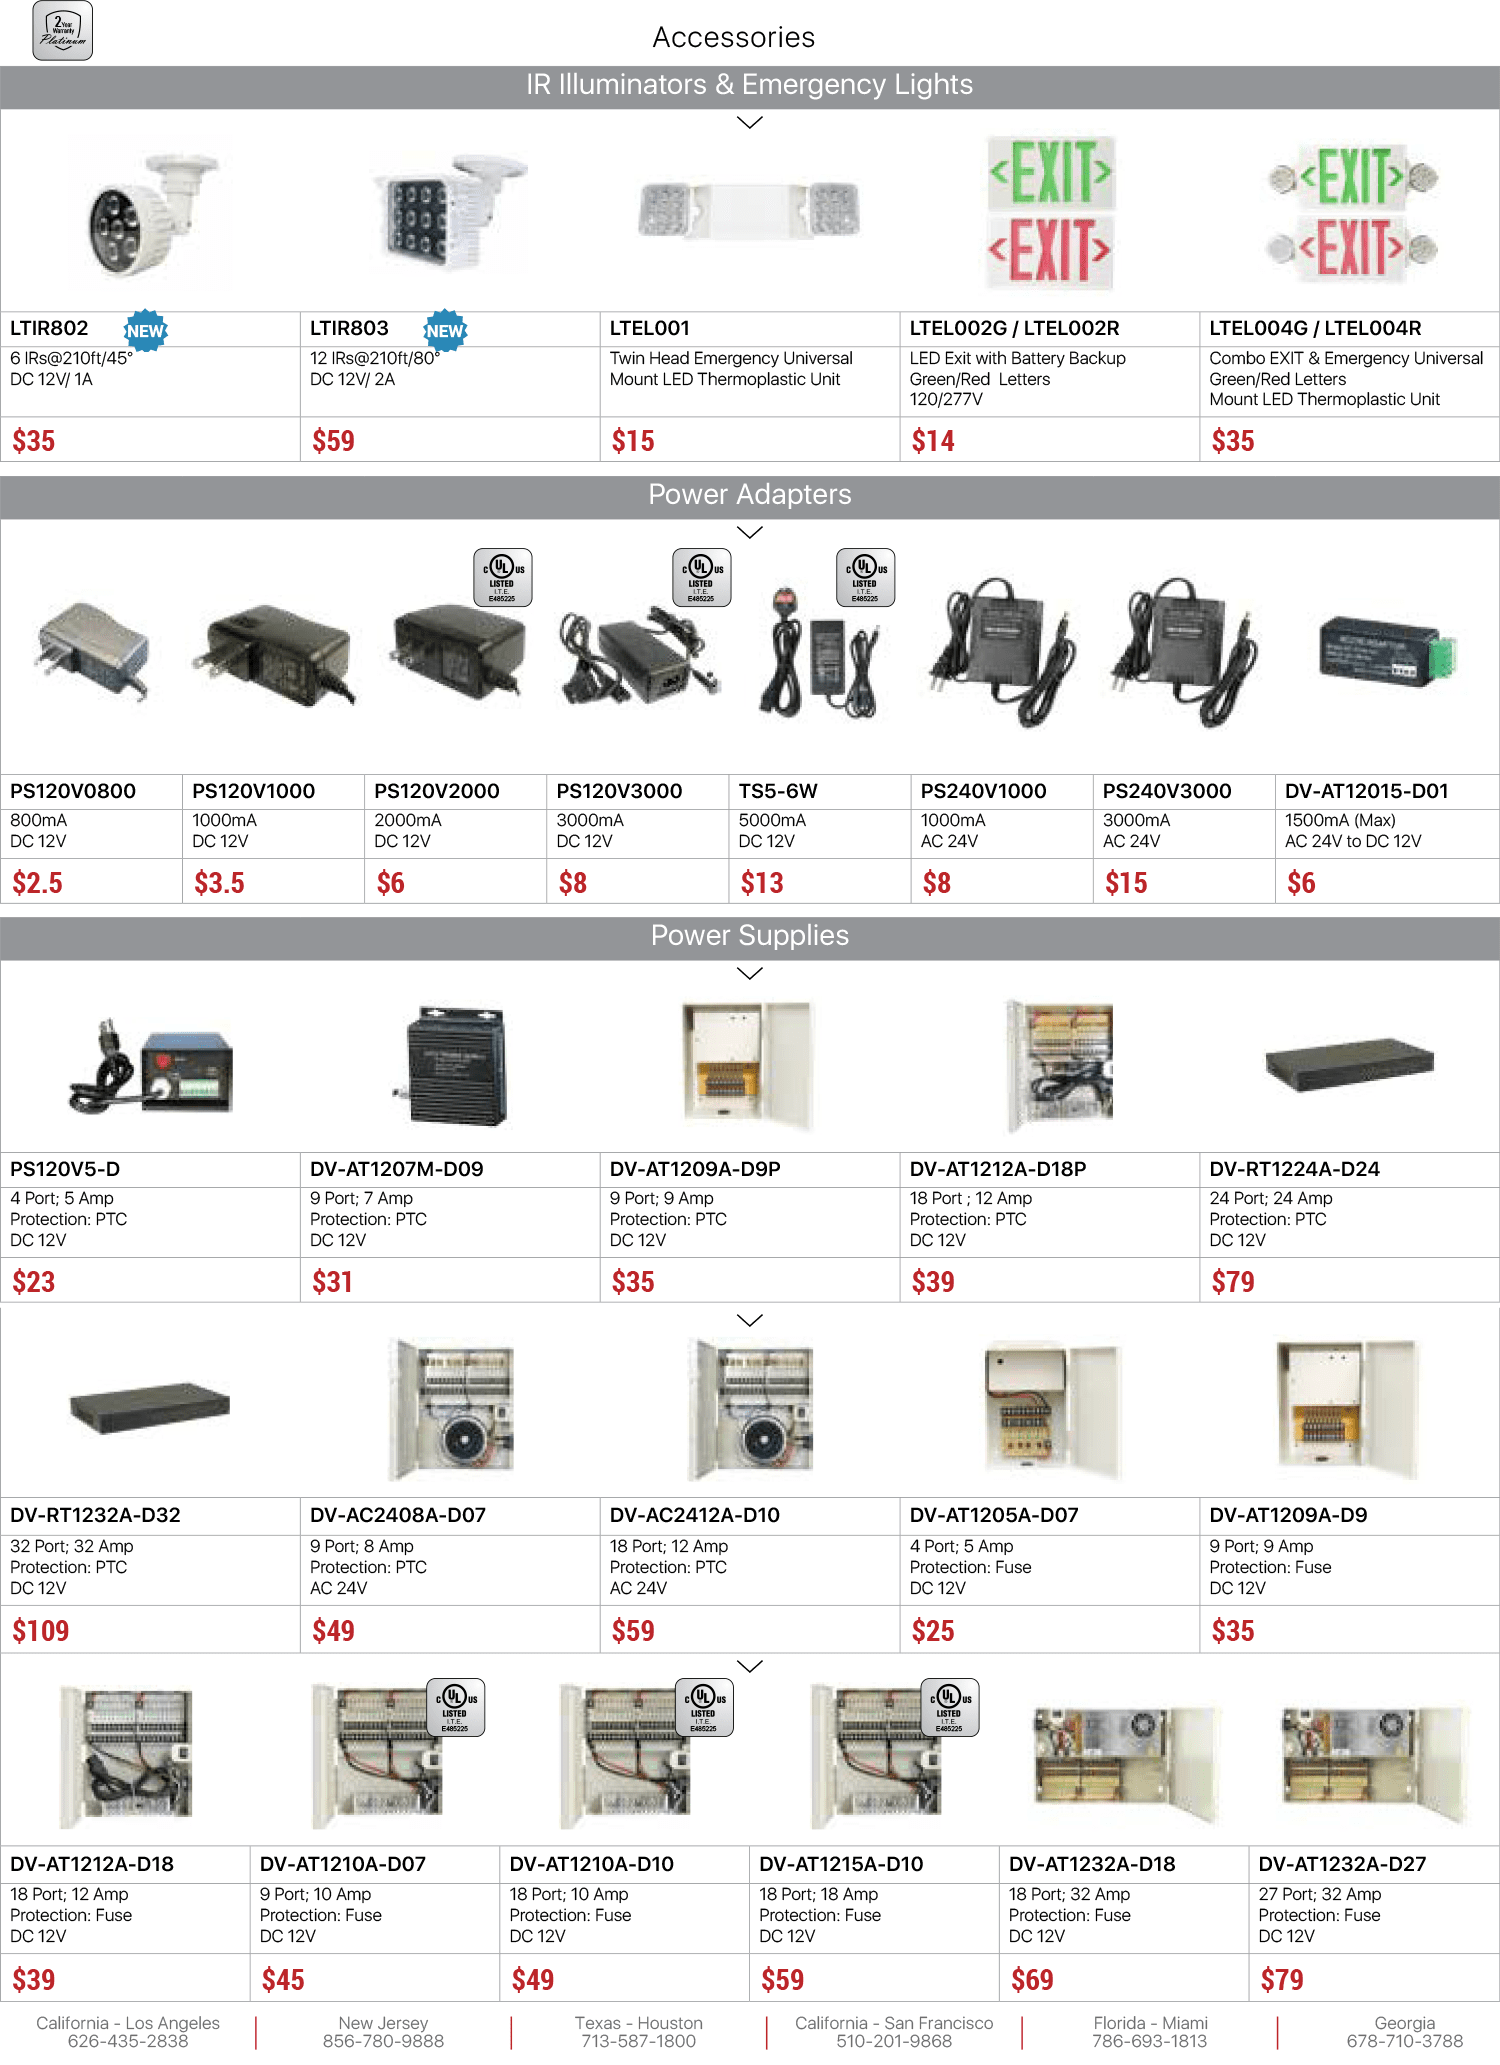 2 Year
Warranty
Platinum
Accessories
IR Illuminators & Emergency Lights
EXIT
EXIT
EXIT
EXIT
LTIR802
NEW
LTIR803
NEW
LTEL001
LTEL002G / LTEL002R
LTEL004G / LTEL004R
6 IRs@210ft/45°
DC 12V/ 1A
12 IRs@210ft/80°
DC 12V/ 2A
Twin Head Emergency Universal
Mount LED Thermoplastic Unit
LED Exit with Battery Backup
Green/Red Letters
120/277V
Combo EXIT & Emergency Universal
Green/Red Letters
Mount LED Thermoplastic Unit
$35
$59
$15
$14
$35
Power Adapters
C UL US
LISTED
I.T.E.
E485225
C UL US
LISTED
I.T.E.
E485225
C UL US
LISTED
I.T.E.
E485225
PS120V0800
PS120V1000
PS120V2000
PS120V3000
TS5-6W
PS240V1000
PS240V3000
DV-AT12015-D01
800mA
DC 12V
1000mA
DC 12V
2000mA
DC 12V
3000mA
DC 12V
5000mA
DC 12V
1000mA
AC 24V
3000mA
AC 24V
1500mA (Max)
AC 24V to DC 12V
$2.5
$3.5
$6
$8
$13
$8
$15
$6
Power Supplies
PS120V5-D
DV-AT1207M-D09
DV-AT1209A-D9P
DV-AT1212A-D18P
DV-RT1224A-D24
4 Port; 5 Amp
Protection: PTC
DC 12V
9 Port; 7 Amp
Protection: PTC
DC 12V
9 Port; 9 Amp
Protection: PTC
DC 12V
18 Port ; 12 Amp
Protection: PTC
DC 12V
24 Port; 24 Amp
Protection: PTC
DC 12V
$23
$31
$35
$39
$79
DV-RT1232A-D32
DV-AC2408A-D07
DV-AC2412A-D10
DV-AT1205A-D07
DV-AT1209A-D9
32 Port; 32 Amp
Protection: PTC
DC 12V
9 Port; 8 Amp
Protection: PTC
AC 24V
18 Port; 12 Amp
Protection: PTC
AC 24V
4 Port; 5 Amp
Protection: Fuse
DC 12V
9 Port; 9 Amp
Protection: Fuse
DC 12V
$109
$49
$59
$25
$35
C UL US
LISTED
I.T.E.
E485225
C UL US
LISTED
I.T.E.
E485225
C UL US
LISTED
I.T.E.
E485225
DV-AT1212A-D18
DV-AT1210A-D07
DV-AT1210A-D10
DV-AT1215A-D10
DV-AT1232A-D18
DV-AT1232A-D27
18 Port; 12 Amp
Protection: Fuse
DC 12V
9 Port; 10 Amp
Protection: Fuse
DC 12V
18 Port; 10 Amp
Protection: Fuse
DC 12V
18 Port; 18 Amp
Protection: Fuse
DC 12V
18 Port; 32 Amp
Protection: Fuse
DC 12V
27 Port; 32 Amp
Protection: Fuse
DC 12V
$39
$45
$49
$59
$69
$79
California - Los Angeles
626-435-2838
New Jersey
856-780-9888
Texas - Houston
713-587-1800
California - San Francisco
510-201-9868
Florida - Miami
786-693-1813
Georgia
678-710-3788